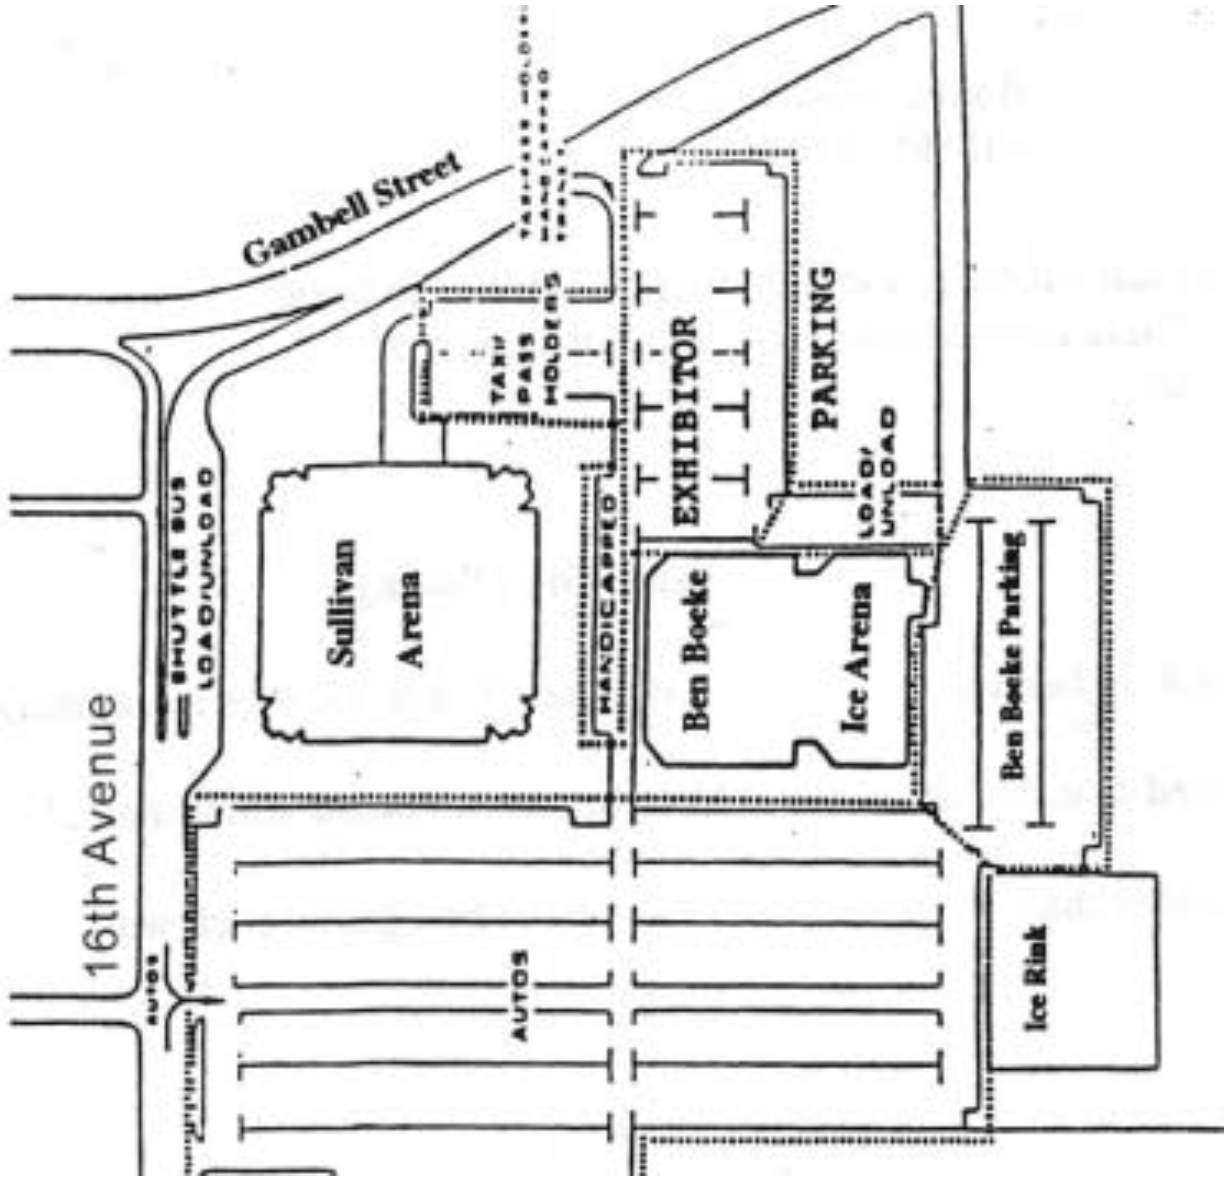 Gambell Street
HANDICAPPED
TAXI/
PASS
HOLDERS
EXHIBITOR
PARKING
LOAD/
UNLOAD
SHUTTLE BUS
LOAD/UNLOAD
Sullivan
Arena
HANDICAPPED
Ben Boeke
Ice Arena
Ben Boeke Parking
16th Avenue
AUTOS
AUTOS
Ice Rink